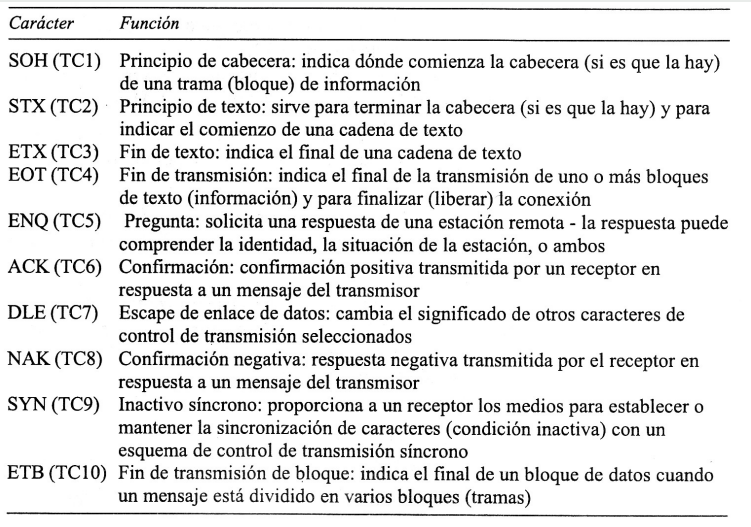 Carácter Función
SOH (TC1) Principio de cabecera: indica dónde comienza la cabecera (si es que la hay)
de una trama (bloque) de información
STX (TC2) Principio de texto: sirve para terminar la cabecera (si es que la hay) y para
indicar el comienzo de una cadena de texto
ETX (TC3) Fin de texto: indica el final de una cadena de texto
EOT (TC4) Fin de transmisión: indica el final de la transmisión de uno o más bloques
de texto (información) y para finalizar (liberar) la conexión
ENQ (TC5) Pregunta: solicita una respuesta de una estación remota - la respuesta puede
comprender la identidad, la situación de la estación, o ambos
ACK (TC6) Confirmación: confirmación positiva transmitida por un receptor en
respuesta a un mensaje del transmisor
DLE (TC7) Escape de enlace de datos: cambia el significado de otros caracteres de
control de transmisión seleccionados
NAK (TC8) Confirmación negativa: respuesta negativa transmitida por el receptor en
respuesta a un mensaje del transmisor
SYN (TC9) Inactivo síncrono: proporciona a un receptor los medios para establecer o
mantener la sincronización de caracteres (condición inactiva) con un
esquema de control de transmisión síncrono
ETB (TC10) Fin de transmisión de bloque: indica el final de un bloque de datos cuando
un mensaje está dividido en varios bloques (tramas)